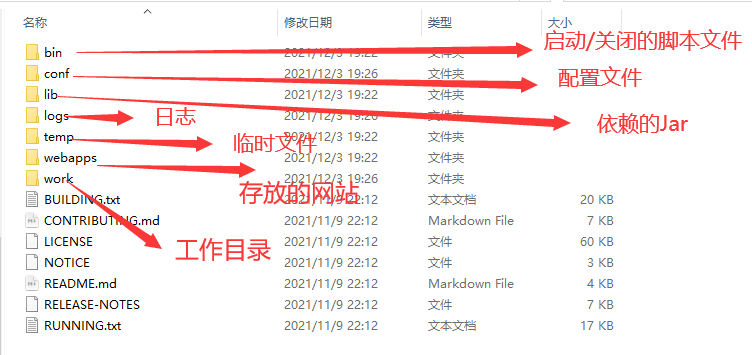 名称 修改日期 类型 大小
bin 2021/12/3 19:22 文件夹 启动/关闭的脚本文件
conf 2021/12/3 19:26 文件夹 配置文件
lib 2021/12/3 19:22 文件夹
logs 日志 2021/12/3 19:26 文件夹 依赖的Jar
temp 临时文件 2021/12/3 19:22 文件夹
webapps 2021/12/3 19:22 文件夹
work 2021/12/3 19:26 文件夹
存放的网站
BUILDING.txt 2021/11/9 22:12 文本文档 20 KB
CONTRIBUTING.md 2021/11/9 22:12 Markdown File 7 KB
LICENSE 2021/11/9 22:12 文件 60 KB
工作目录
NOTICE 2021/11/9 22:12 文件 3 KB
README.md 2021/11/9 22:12 Markdown File 4 KB
RELEASE-NOTES 2021/11/9 22:12 文件 7 KB
RUNNING.txt 2021/11/9 22:12 文本文档 17 KB